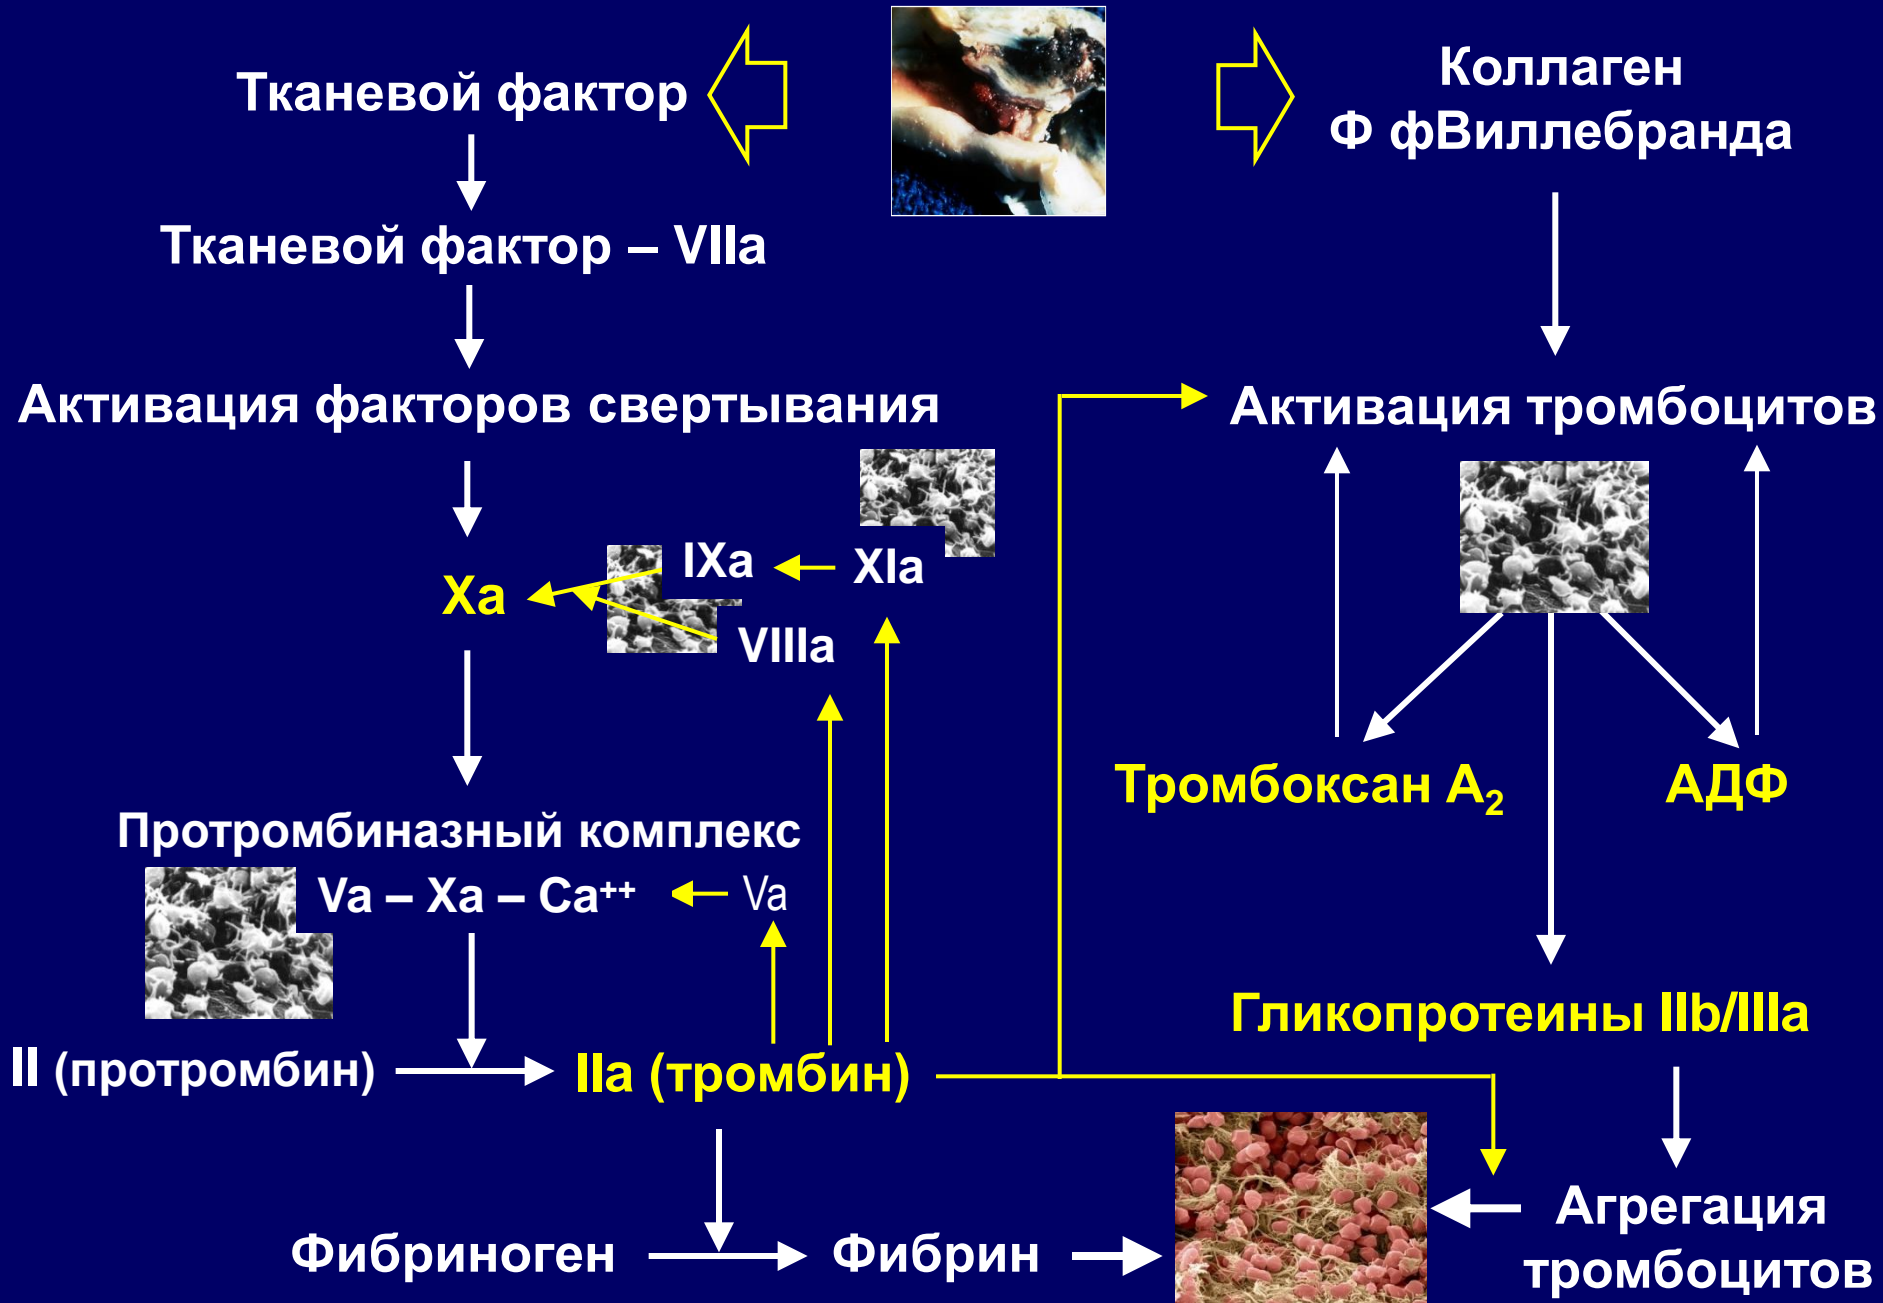 Тканевой фактор
Коллаген
Ф фВиллебранда
Тканевой фактор – VIIa
Активация факторов свертывания
Активация тромбоцитов
IXa
XIa
Xa
VIIIa
Тромбоксан А₂
АДФ
Протромбиназный комплекс
Va – Xa – Ca⁺⁺
Va
Гликопротеины IIb/IIIa
II (протромбин)
IIa (тромбин)
Фибриноген
Фибрин
Агрегация
тромбоцитов